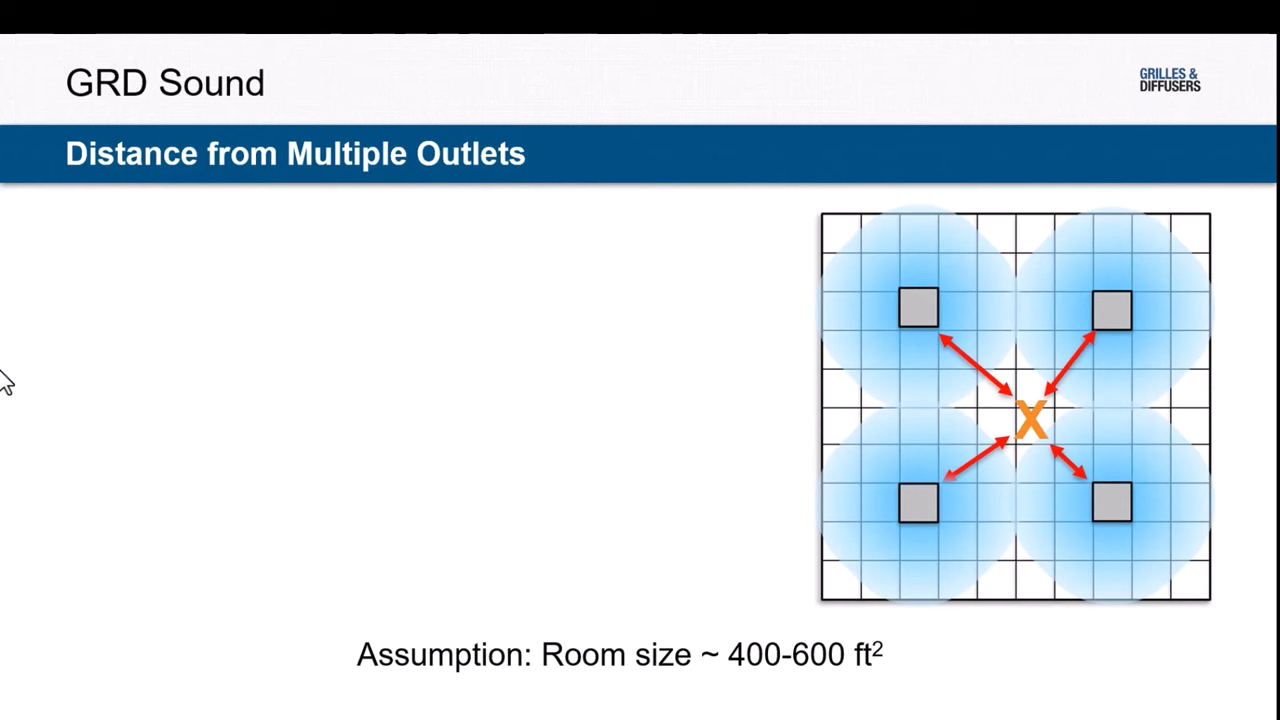 GRD Sound
GRILLES &
DIFFUSERS
Distance from Multiple Outlets
X
Assumption: Room size ~ 400-600 ft²